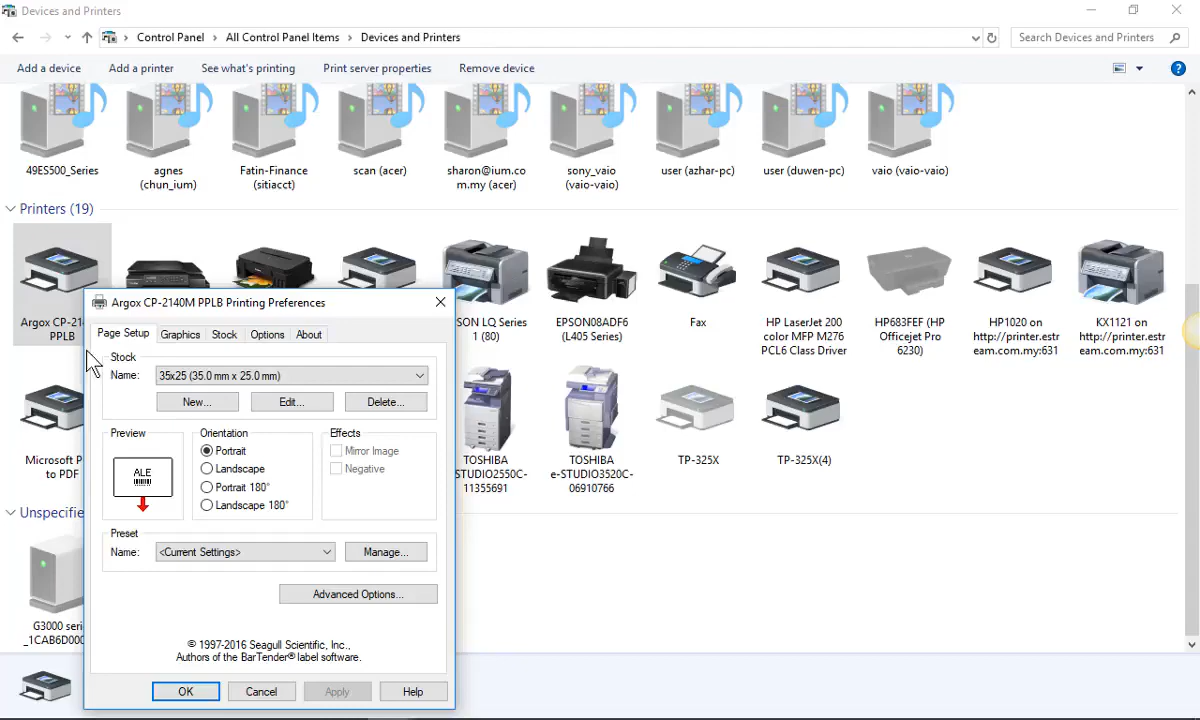 Devices and Printers
Control Panel > All Control Panel Items > Devices and Printers
Search Devices and Printers
Add a device
Add a printer
See what's printing
Print server properties
Remove device
49ES500_Series
agnes
(chun_ium)
Fatin-Finance
(sitiacct)
scan (acer)
sharon@ium.co
m.my (acer)
sony_vaio
(vaio-vaio)
user (azhar-pc)
user (duwen-pc)
vaio (vaio-vaio)
Printers (19)
Argox CP-21
PPLB
SON LQ Series
1 (80)
EPSON08ADF6
(L405 Series)
Fax
HP LaserJet 200
color MFP M276
PCL6 Class Driver
HP683FEF (HP
Officejet Pro
6230)
HP1020 on
http://printer.estr
eam.com.my:631
KX1121 on
http://printer.estr
eam.com.my:631
Microsoft P
to PDF
TOSHIBA
e-STUDIO3520C-
06910766
TOSHIBA
STUDIO2550C-
11355691
TP-325X
TP-325X(4)
Unspecifie
G3000 seri
_1CAB6D000
Argox CP-2140M PPLB Printing Preferences
Page Setup
Graphics
Stock
Options
About
Stock
Name:
35x25 (35.0 mm x 25.0 mm)
New...
Edit...
Delete...
Preview
ALE
Orientation
Portrait
Landscape
Portrait 180°
Landscape 180°
Effects
Mirror Image
Negative
Preset
Name:
<Current Settings>
Manage...
Advanced Options...
© 1997-2016 Seagull Scientific, Inc.,
Authors of the BarTender® label software.
OK
Cancel
Apply
Help